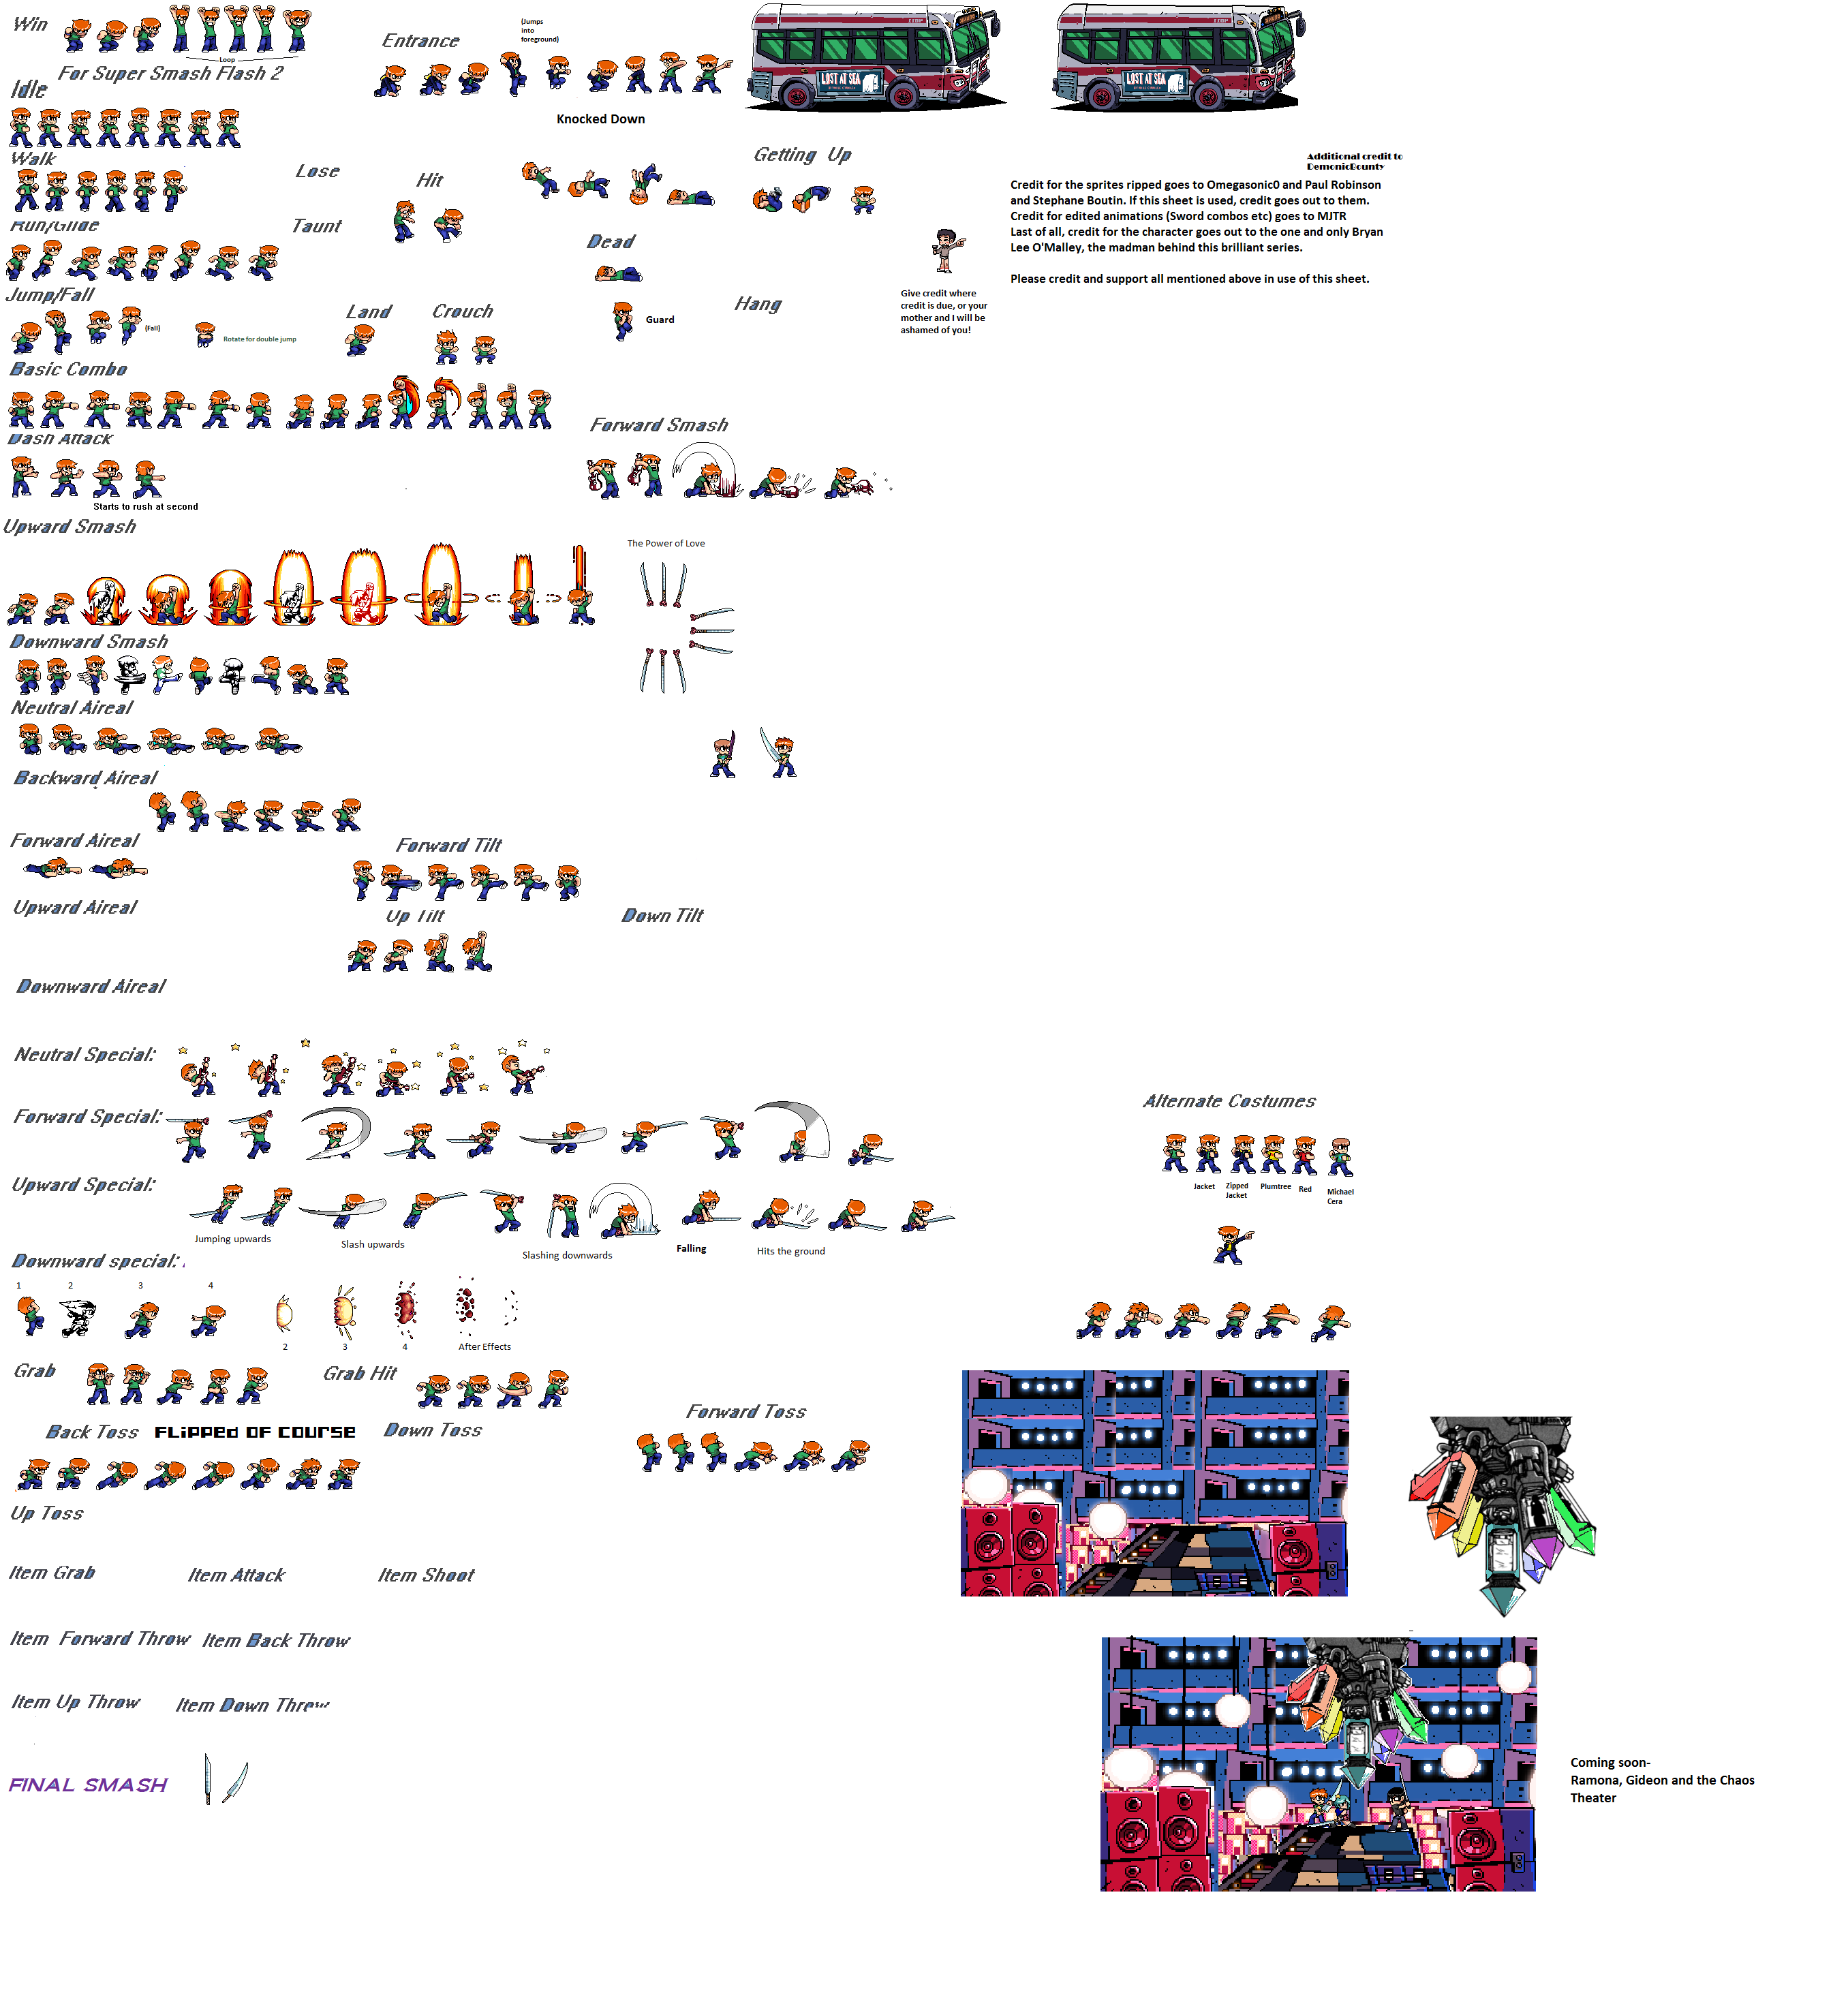 Win
Loop
For Super Smash Flash 2
Entrance
(Jumps
into
foreground)
LOST AT SEA
LOST AT SEA
Idle
Knocked Down
Walk
Lose
Hit
Getting Up
Additional credit to
DemonicBounty
Credit for the sprites ripped goes to Omegasonic0 and Paul Robinson
and Stephane Boutin. If this sheet is used, credit goes out to them.
Credit for edited animations (Sword combos etc) goes to MJTR
Last of all, credit for the character goes out to the one and only Bryan
Lee O'Malley, the madman behind this brilliant series.
Please credit and support all mentioned above in use of this sheet.
Run/Glide
Taunt
Dead
Give credit where
credit is due, or your
mother and I will be
ashamed of you!
Jump/Fall
(Fall)
Rotate for double jump
Land
Crouch
Guard
Hang
Basic Combo
Dash Attack
Starts to rush at second
Forward Smash
Upward Smash
The Power of Love
Downward Smash
Neutral Aireal
Backward Aireal
Forward Aireal
Forward Tilt
Upward Aireal
Up Tilt
Down Tilt
Downward Aireal
Neutral Special:
Forward Special:
Alternate Costumes
Jacket
Zipped
Jacket
Plumtree
Red
Michael
Cera
Upward Special:
Jumping upwards
Slash upwards
Slashing downwards
Falling
Hits the ground
Downward special:
1
2
3
4
2
3
4
After Effects
Grab
Grab Hit
Back Toss
FLiPPEd OF COURSE
Down Toss
Forward Toss
Up Toss
Item Grab
Item Attack
Item Shoot
Item Forward Throw
Item Back Throw
Item Up Throw
Item Down Throw
FINAL SMASH
Coming soon-
Ramona, Gideon and the Chaos
Theater